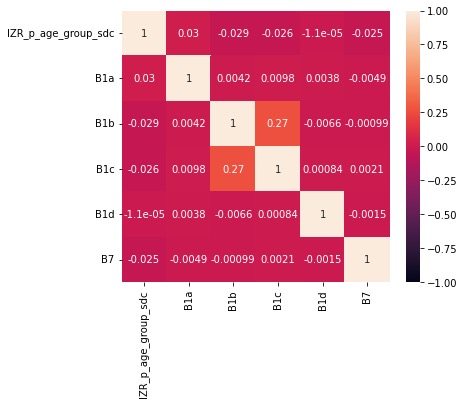 IZR_p_age_group_sdc 1 0.03 -0.029 -0.026 -1.1e-05 -0.025
B1a 0.03 1 0.0042 0.0098 0.0038 -0.0049
B1b -0.029 0.0042 1 0.27 -0.0066 -0.00099
B1c -0.026 0.0098 0.27 1 0.00084 0.0021
B1d -1.1e-05 0.0038 -0.0066 0.00084 1 -0.0015
B7 -0.025 -0.0049 -0.00099 0.0021 -0.0015 1
IZR_p_age_group_sdc
B1a
B1b
B1c
B1d
B7
1.00
0.75
0.50
0.25
0.00
−0.25
−0.50
−0.75
−1.00